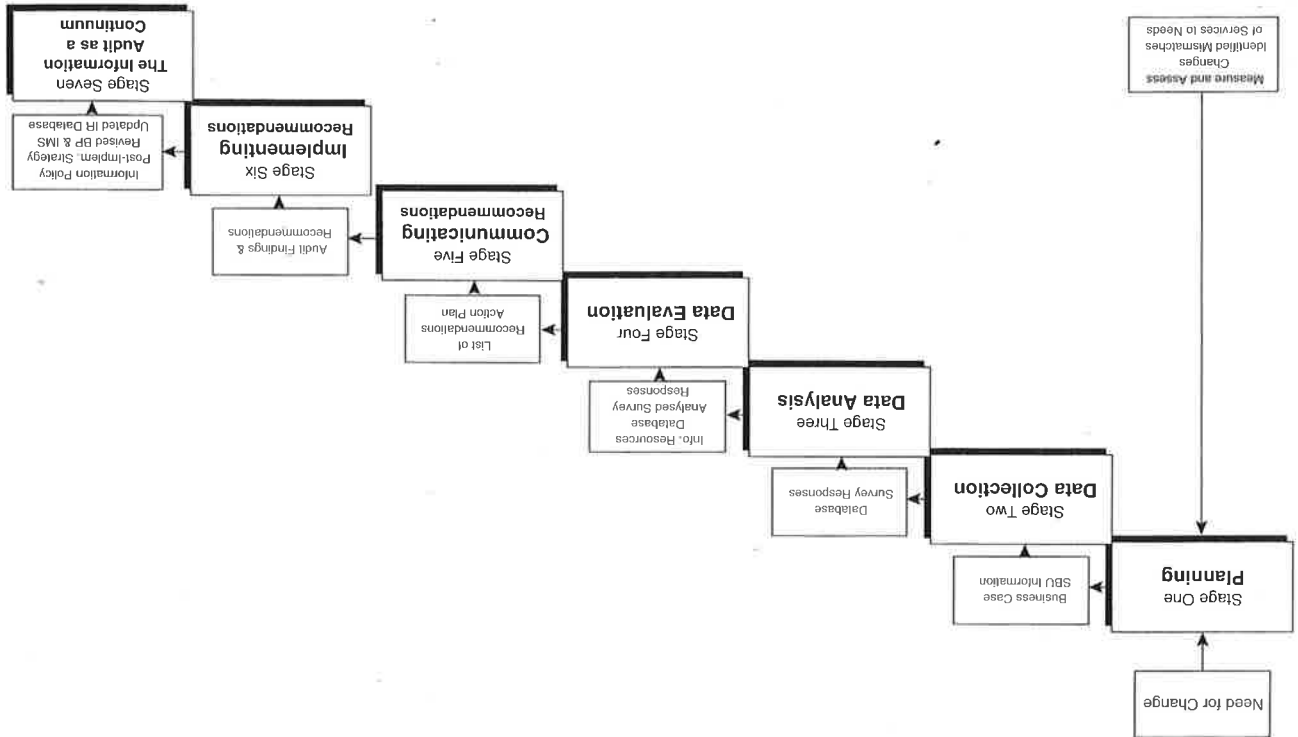 Need for Change
Stage One
Planning
Business Case
SBU Information
Stage Two
Data Collection
Database
Survey Responses
Stage Three
Data Analysis
Info. Resources
Database
Analysed Survey
Responses
Stage Four
Data Evaluation
List of
Recommendations
Action Plan
Stage Five
Communicating
Recommendations
Audit Findings &
Recommendations
Stage Six
Implementing
Recommendations
Information Policy
Post-Implem. Strategy
Revised BP & IMS
Updated IR Database
Stage Seven
The Information
Audit as a
Continuum
Measure and Assess
Changes
Identified Mismatches
of Services to Needs